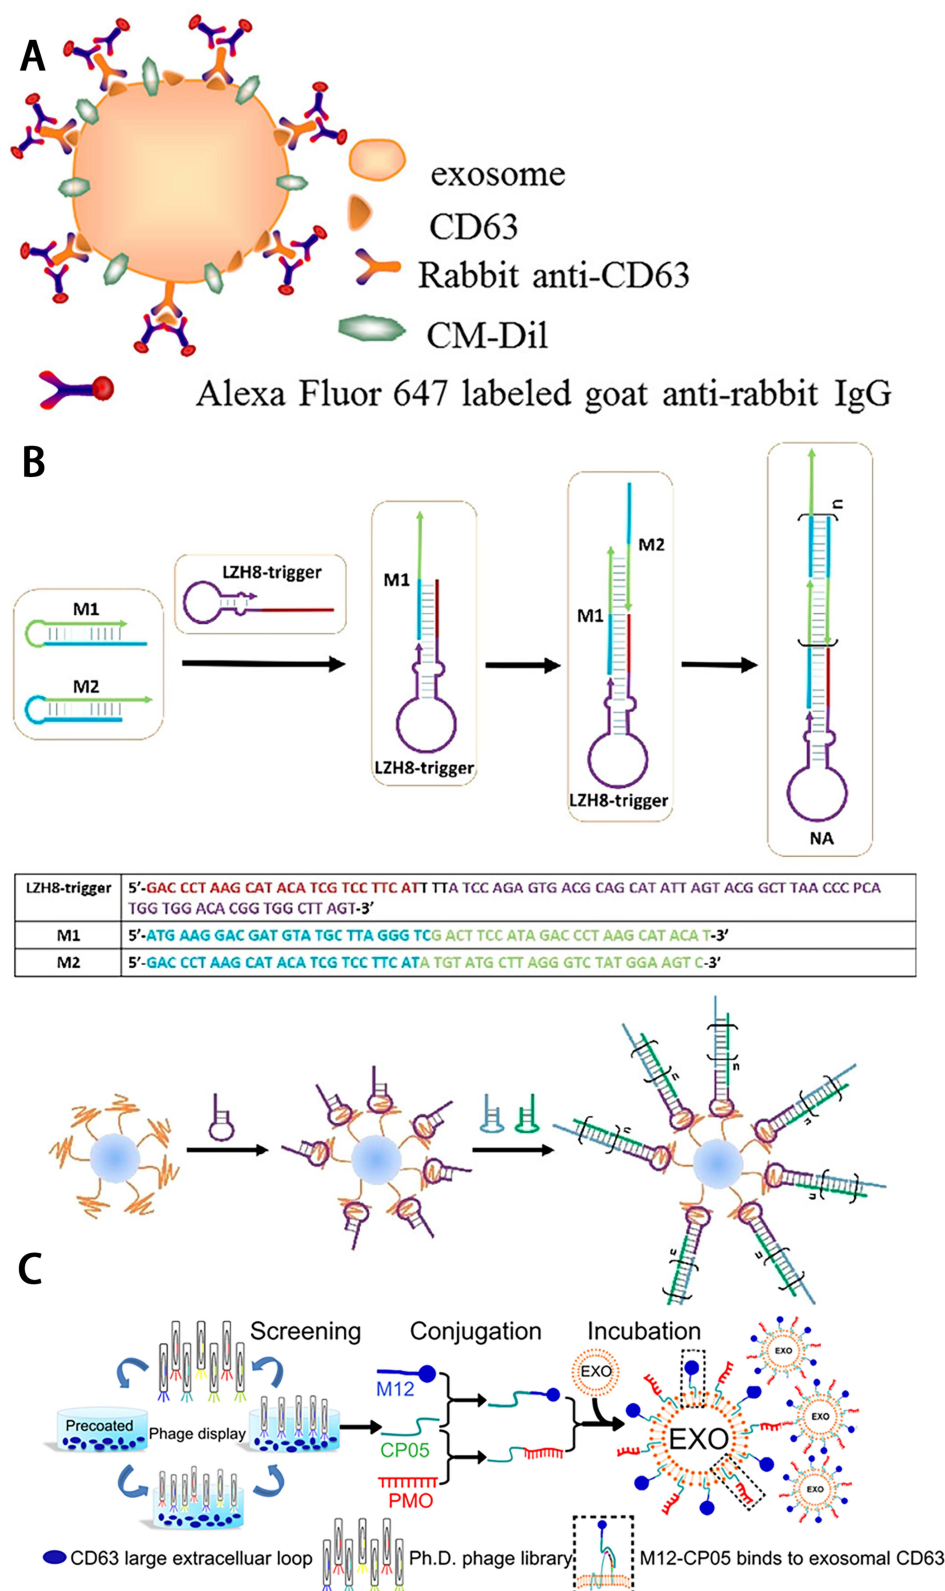 A
exosome
CD63
Rabbit anti-CD63
CM-Dil
Alexa Fluor 647 labeled goat anti-rabbit IgG
B
M1
M2
LZH8-trigger
M1
LZH8-trigger
M2
M1
LZH8-trigger
n
NA
LZH8-trigger 5'-GAC CCT AAG CAT ACA TCG TCC TTC ATT TTA TCC AGA GTG ACG CAG CAT ATT AGT ACG GCT TAA CCC PCA
TGG TGG ACA CGG TGG CTT AGT-3'
M1 5'-ATG AAG GAC GAT GTA TGC TTA GGG TCG ACT TCC ATA GAC CCT AAG CAT ACA T-3'
M2 5'-GAC CCT AAG CAT ACA TCG TCC TTC ATA TGT ATG CTT AGG GTC TAT GGA AGT C-3'
n
n
n
n
n
n
n
C
Screening Conjugation Incubation
Precoated
Phage display
M12
CP05
PMO
EXO
EXO
EXO
EXO
EXO
CD63 large extracelluar loop
Ph.D. phage library
M12-CP05 binds to exosomal CD63